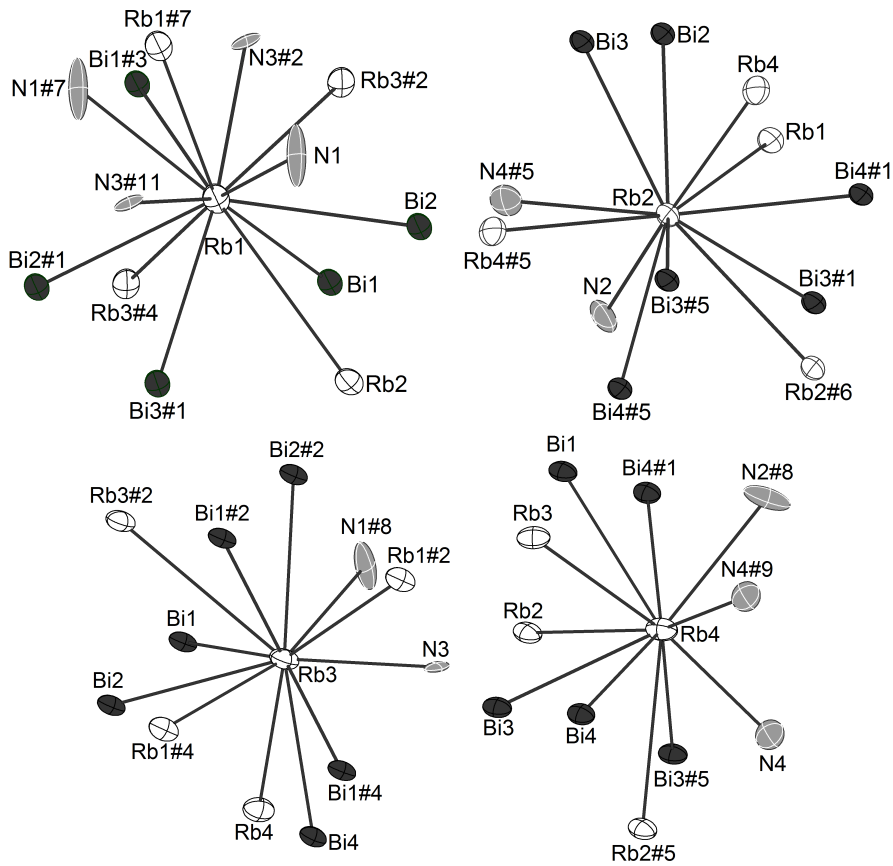 Rb1#7
Bi1#3
N3#2
N1#7
Rb3#2
N1
N3#11
Bi2
Rb1
Bi2#1
Bi1
Rb3#4
Rb2
Bi3#1
Bi3
Bi2
Rb4
Rb1
N4#5
Rb2
Bi4#1
Rb4#5
N2
Bi3#5
Bi3#1
Bi4#5
Rb2#6
Bi2#2
Rb3#2
Bi1#2
N1#8
Rb1#2
Bi1
N3
Rb3
Bi2
Rb1#4
Bi1#4
Rb4
Bi4
Bi1
Bi4#1
N2#8
Rb3
N4#9
Rb2
Rb4
Bi3
Bi4
N4
Bi3#5
Rb2#5